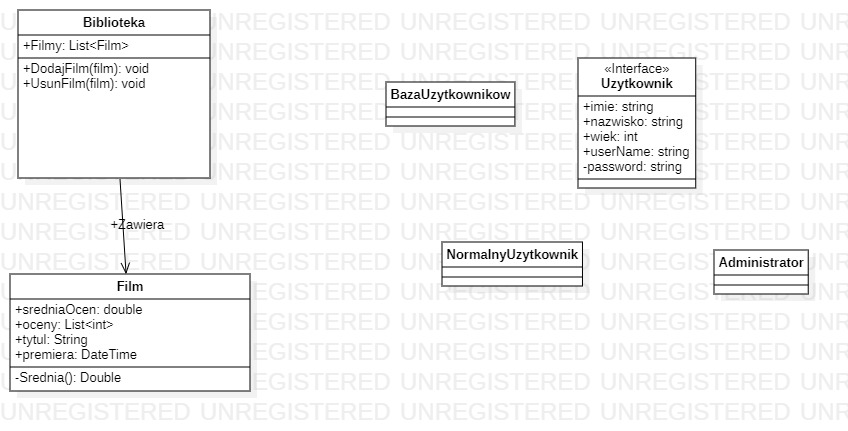 Biblioteka
+Filmy: List<Film>
+DodajFilm(film): void
+UsunFilm(film): void
+Zawiera
Film
+sredniaOcen: double
+oceny: List<int>
+tytul: String
+premiera: DateTime
-Srednia(): Double
BazaUzytkownikow
«Interface»
Uzytkownik
+imie: string
+nazwisko: string
+wiek: int
+userName: string
-password: string
NormalnyUzytkownik
Administrator
UNREGISTERED UNREGISTERED UNREGISTERED UNREGISTERED UNR